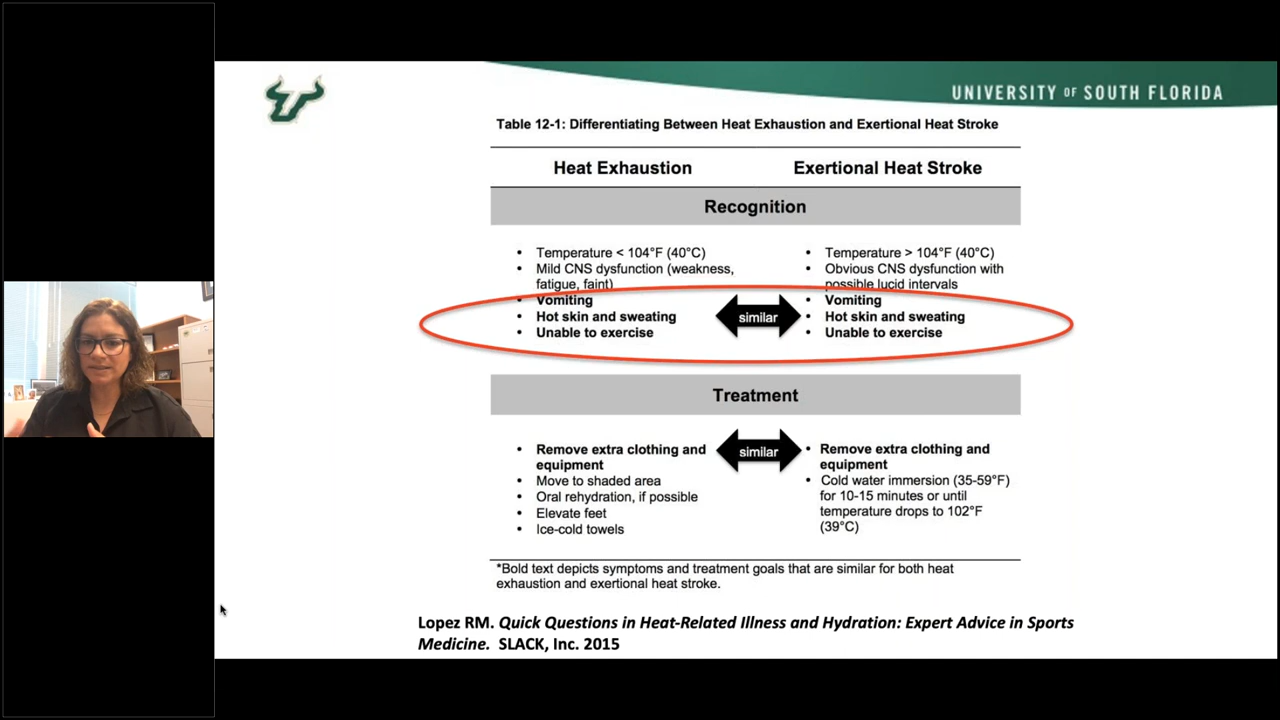 UNIVERSITY OF SOUTH FLORIDA
Table 12-1: Differentiating Between Heat Exhaustion and Exertional Heat Stroke
Heat Exhaustion Exertional Heat Stroke
Recognition
• Temperature < 104°F (40°C)
• Mild CNS dysfunction (weakness,
fatigue, faint)
• Vomiting
• Hot skin and sweating
• Unable to exercise
similar
• Temperature > 104°F (40°C)
• Obvious CNS dysfunction with
possible lucid intervals
• Vomiting
• Hot skin and sweating
• Unable to exercise
Treatment
• Remove extra clothing and
equipment
• Move to shaded area
• Oral rehydration, if possible
• Elevate feet
• Ice-cold towels
similar
• Remove extra clothing and
equipment
• Cold water immersion (35-59°F)
for 10-15 minutes or until
temperature drops to 102°F
(39°C)
*Bold text depicts symptoms and treatment goals that are similar for both heat
exhaustion and exertional heat stroke.
Lopez RM. Quick Questions in Heat-Related Illness and Hydration: Expert Advice in Sports
Medicine. SLACK, Inc. 2015